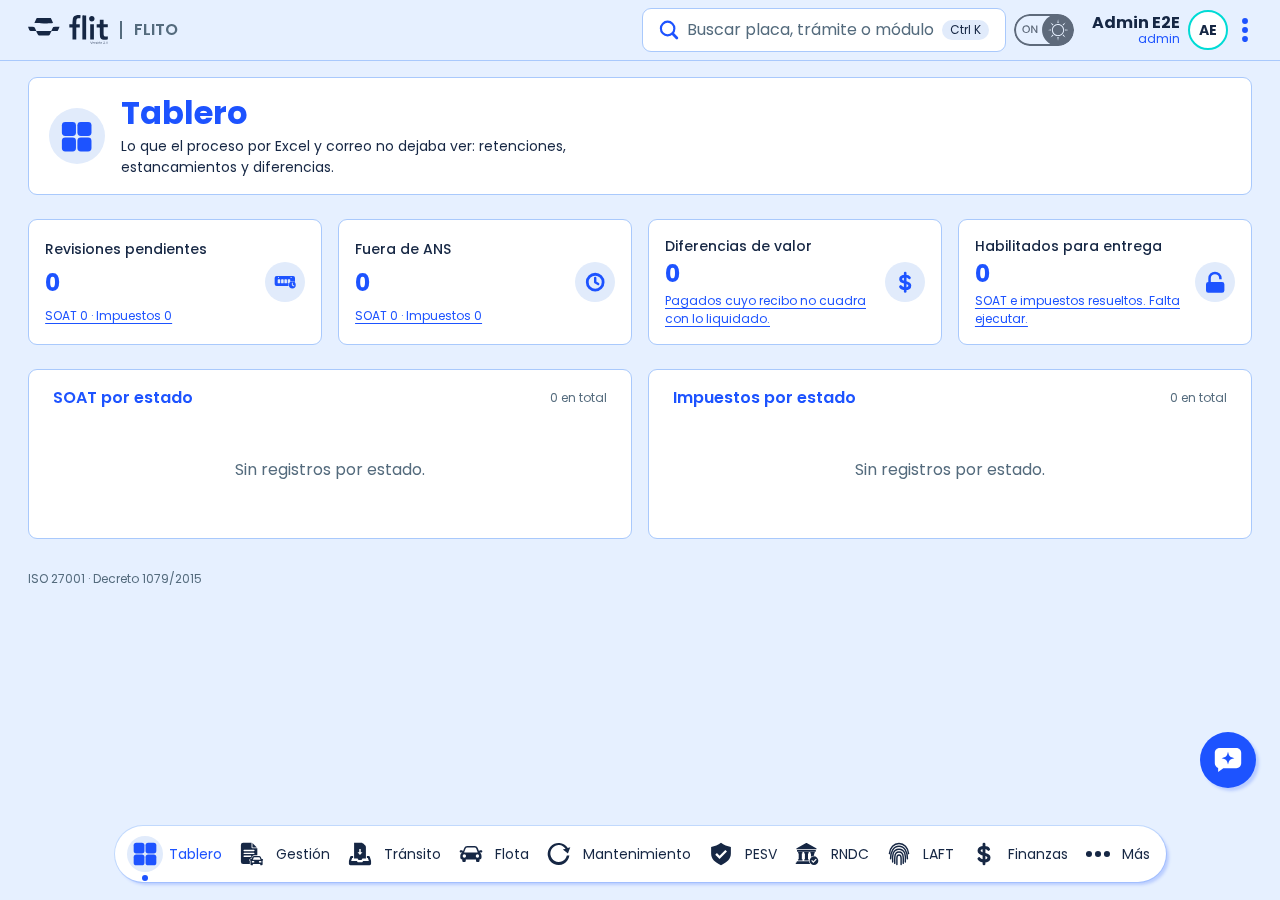 flit | FLITO
Buscar placa, trámite o módulo Ctrl K
ON
Admin E2E
admin
AE
Tablero
Lo que el proceso por Excel y correo no dejaba ver: retenciones,
estancamientos y diferencias.
Revisiones pendientes
0
SOAT 0 · Impuestos 0
Fuera de ANS
0
SOAT 0 · Impuestos 0
Diferencias de valor
0
Pagados cuyo recibo no cuadra
con lo liquidado.
Habilitados para entrega
0
SOAT e impuestos resueltos. Falta
ejecutar.
SOAT por estado
0 en total
Sin registros por estado.
Impuestos por estado
0 en total
Sin registros por estado.
ISO 27001 · Decreto 1079/2015
Tablero Gestión Tránsito Flota Mantenimiento PESV RNDC LAFT Finanzas Más